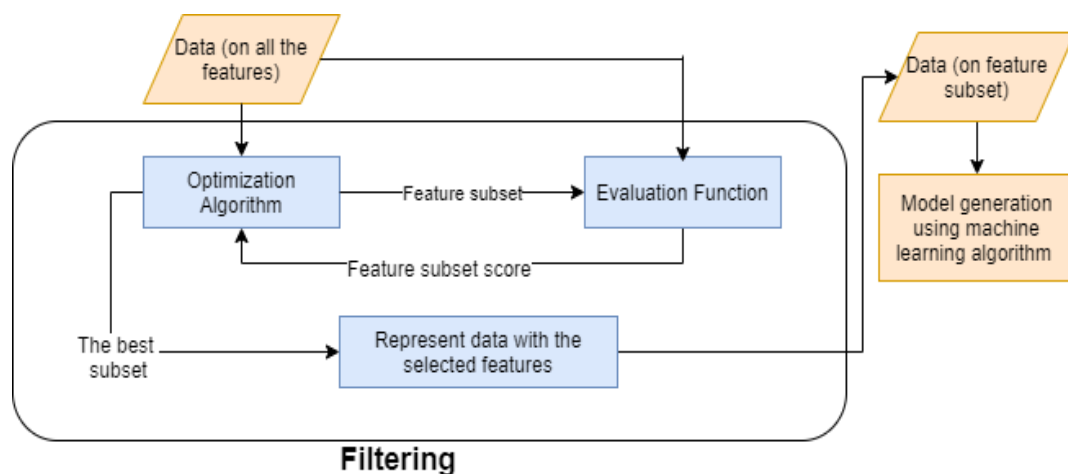 Data (on all the
features)
Data (on feature
subset)
Optimization
Algorithm
Feature subset
Evaluation Function
Model generation
using machine
learning algorithm
Feature subset score
The best
subset
Represent data with the
selected features
Filtering